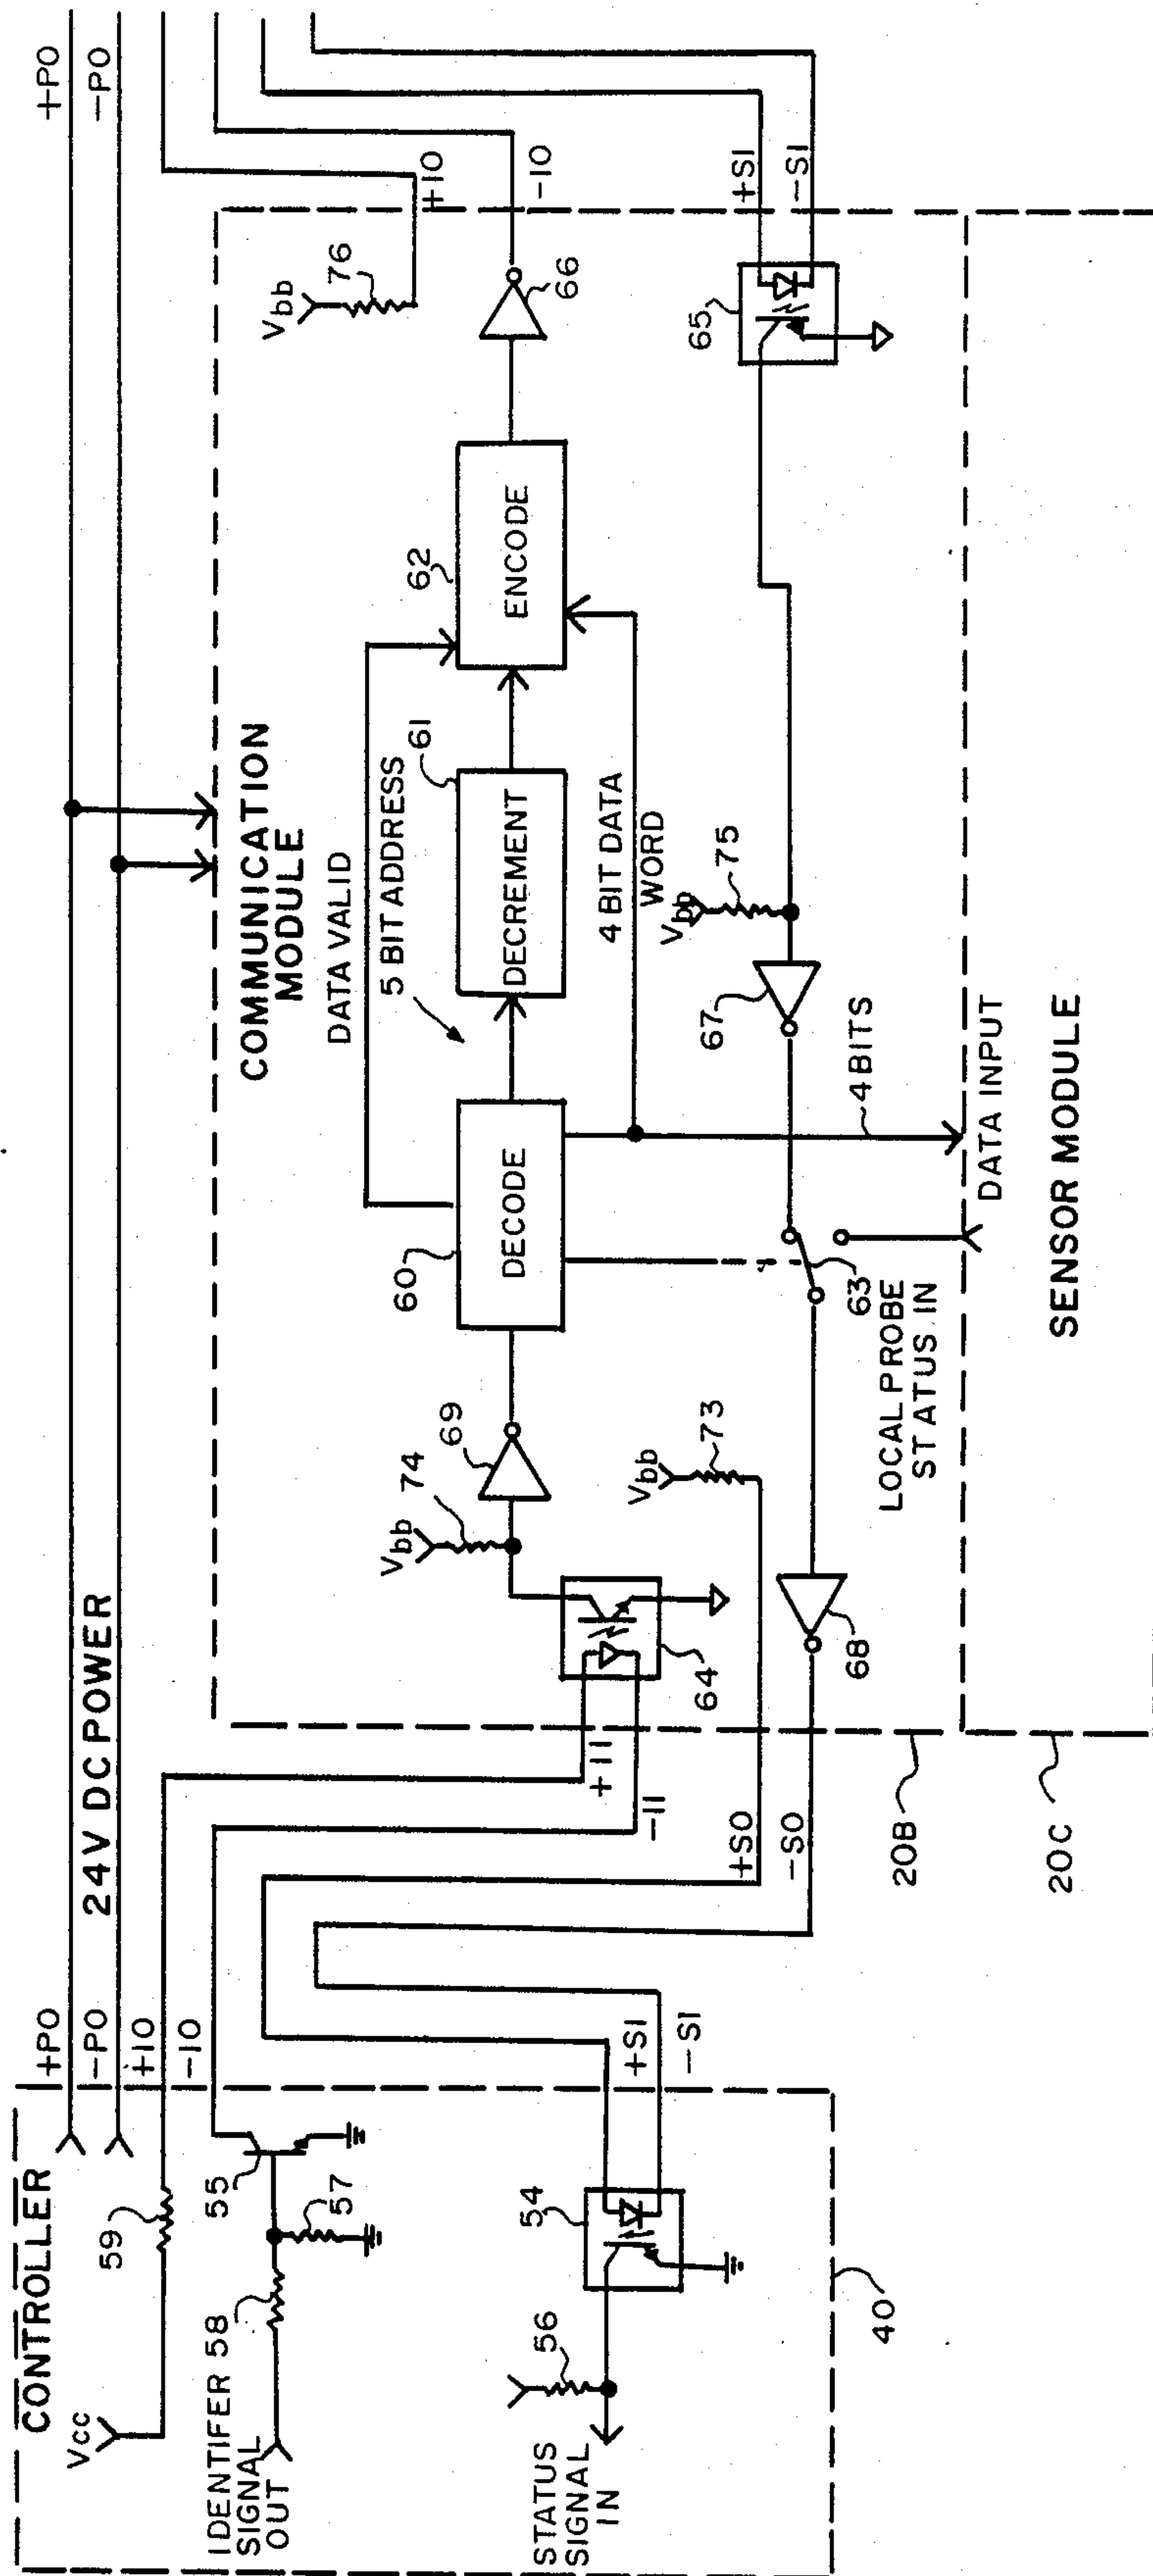 CONTROLLER
Vcc
59
+PO
-PO
+IO
-IO
24V DC POWER
+PO
-PO
IDENTIFER
SIGNAL
OUT
58
55
57
STATUS
SIGNAL
IN
56
54
+SI
-SI
40
+II
-II
+SO
-SO
20B
20C
COMMUNICATION
MODULE
Vbb
74
69
64
60
DECODE
DATA VALID
5 BIT ADDRESS
61
DECREMENT
62
ENCODE
66
Vbb
76
+IO
-IO
4 BIT DATA
WORD
Vbb
73
68
63
LOCAL PROBE
STATUS IN
67
Vbb
75
4 BITS
DATA INPUT
65
+SI
-SI
SENSOR MODULE